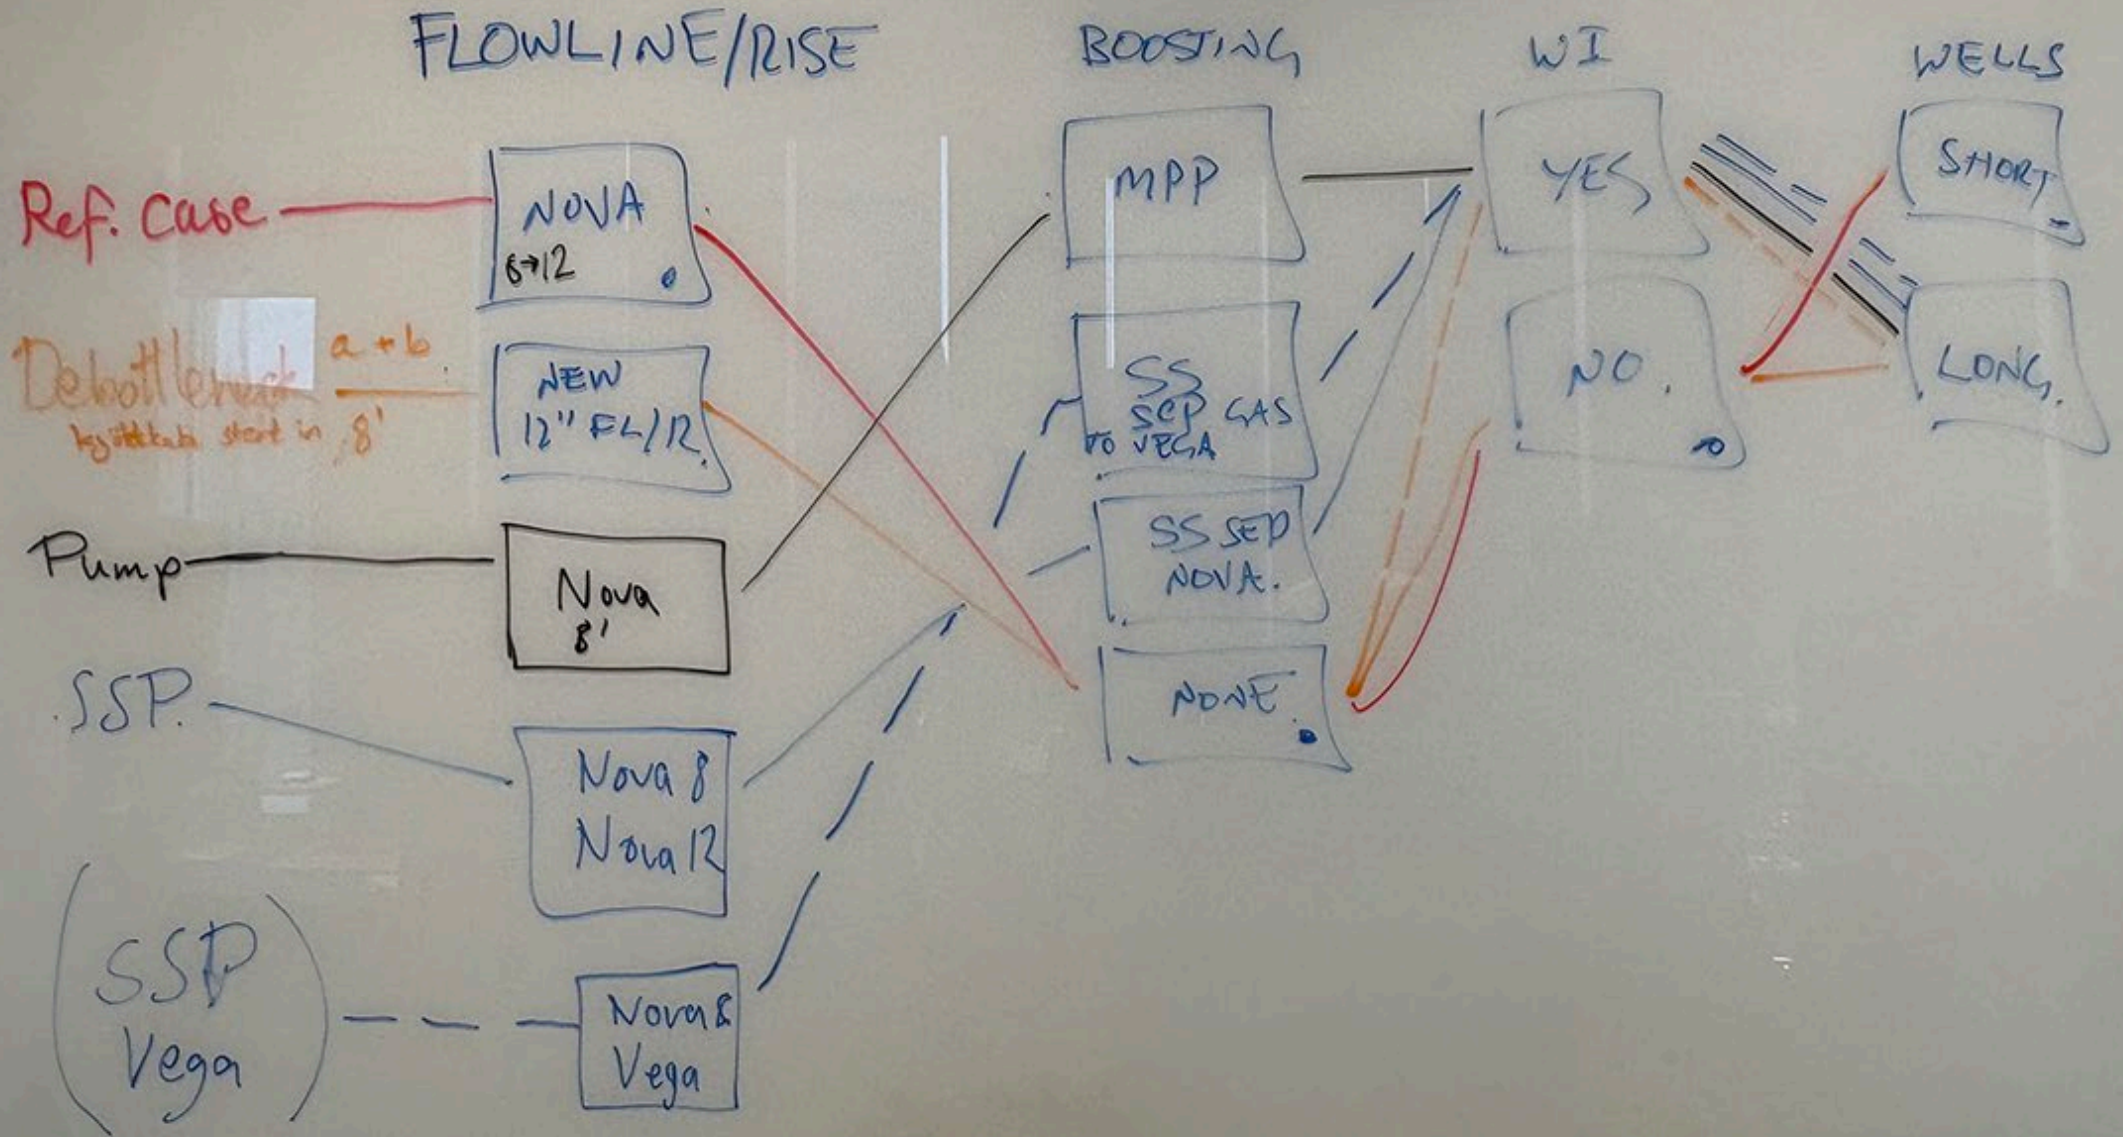 FLOWLINE/RISE
BOOSTING
WI
WELLS
Ref. case
NOVA
8→12
MPP
YES
SHORT
Debottleneck
a + b
start in 8'
NEW
12" FL/12
SS
SEP GAS
TO VEGA
NO.
LONG.
Pump
Nova
8'
SS SEP
NOVA.
SSP.
Nova 8
Nova 12
NONE.
SSP
Vega
Nova 8
Vega